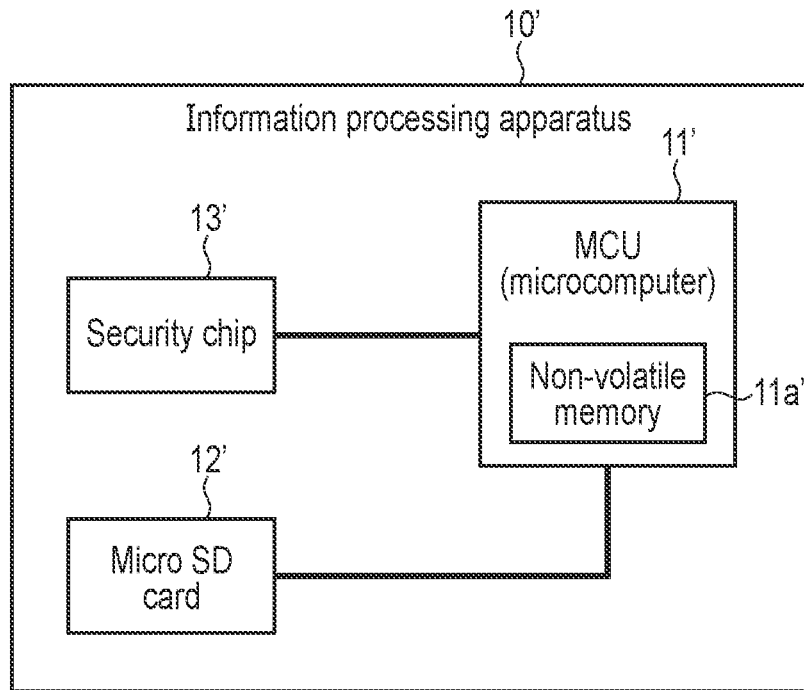 10'
Information processing apparatus
11'
13'
MCU
(microcomputer)
Security chip
Non-volatile
memory
11a'
12'
Micro SD
card